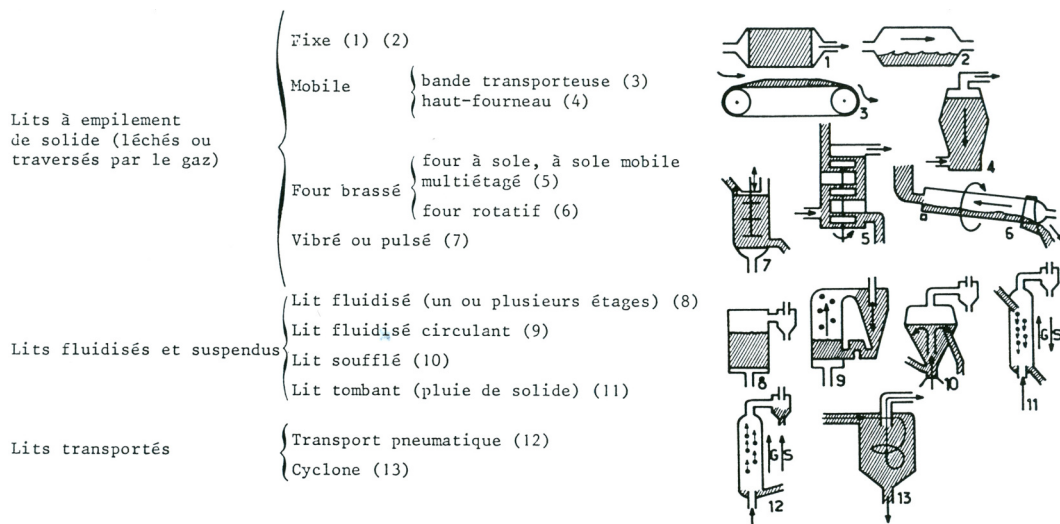 Fixe (1) (2)
Mobile
bande transporteuse (3)
haut-fourneau (4)
Lits à empilement
de solide (léchés ou
traversés par le gaz)
Four brassé
four à sole, à sole mobile
multiétagé (5)
four rotatif (6)
Vibré ou pulsé (7)
Lits fluidisés et suspendus
Lit fluidisé (un ou plusieurs étages) (8)
Lit fluidisé circulant (9)
Lit soufflé (10)
Lit tombant (pluie de solide) (11)
Lits transportés
Transport pneumatique (12)
Cyclone (13)
1
2
3
4
5
6
7
8
9
10
G S
11
G S
12
13